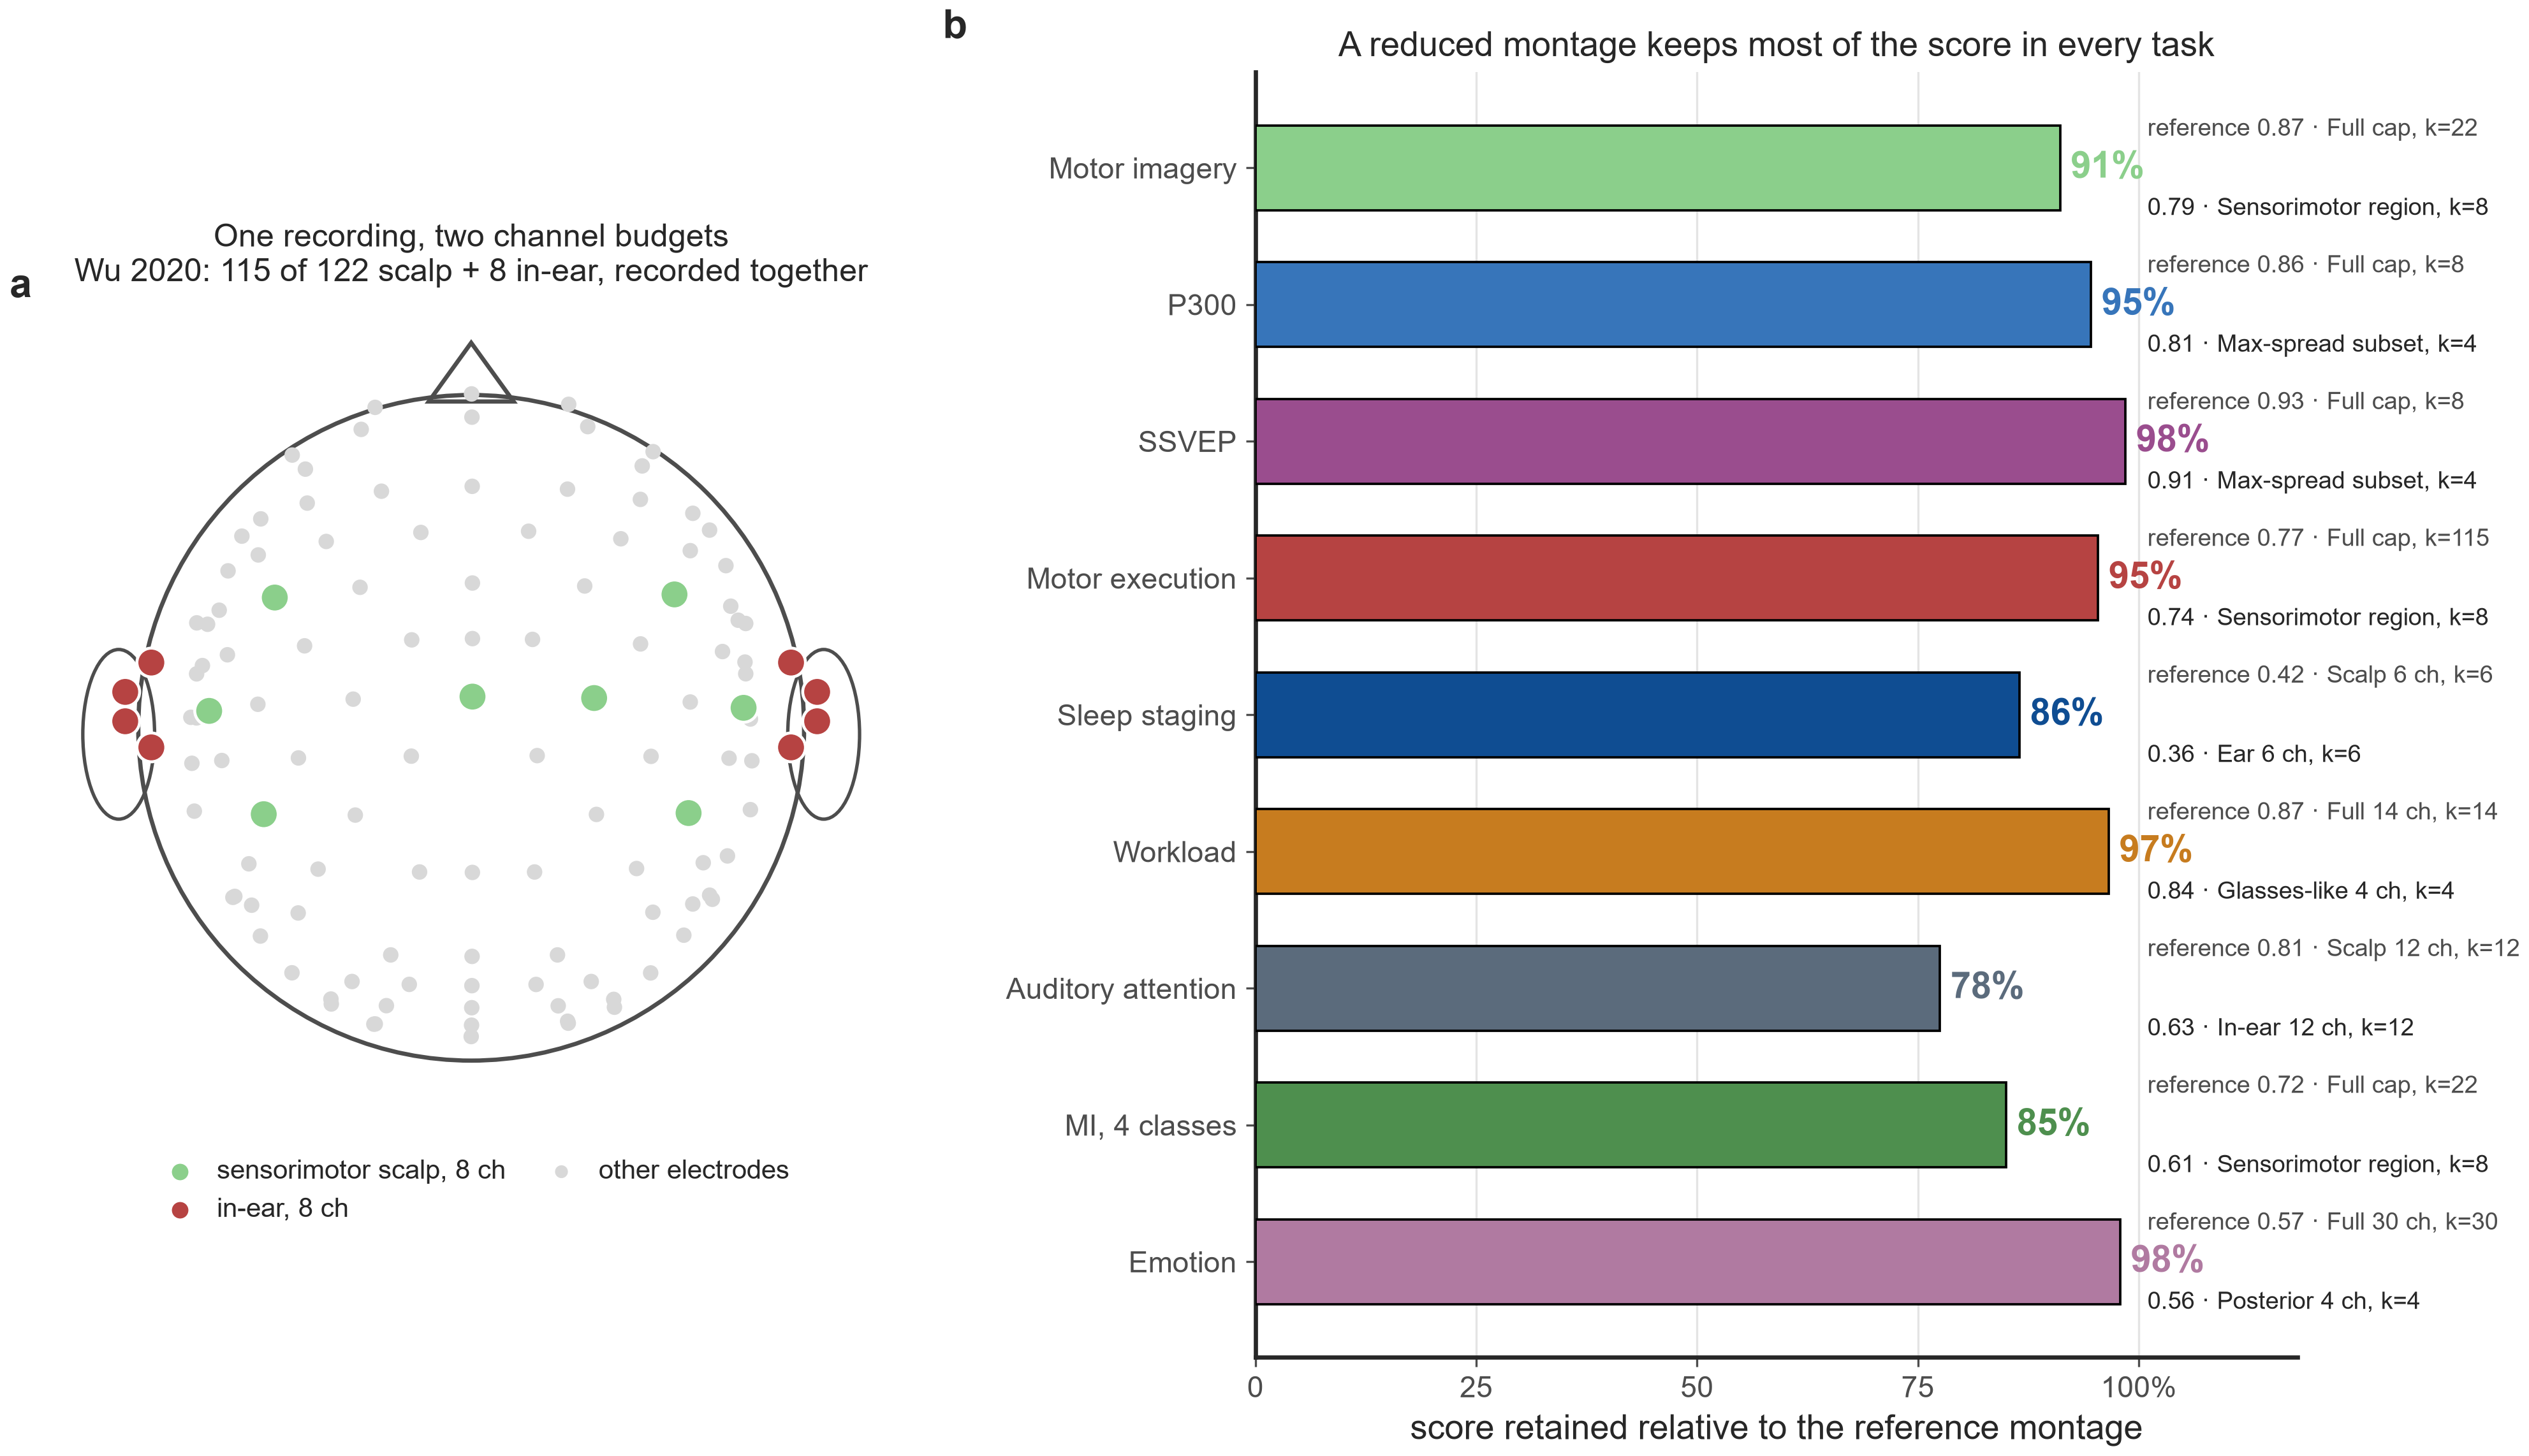 a
One recording, two channel budgets
Wu 2020: 115 of 122 scalp + 8 in-ear, recorded together
sensorimotor scalp, 8 ch
other electrodes
in-ear, 8 ch
b
A reduced montage keeps most of the score in every task
Motor imagery
91%
reference 0.87 · Full cap, k=22
0.79 · Sensorimotor region, k=8
P300
95%
reference 0.86 · Full cap, k=8
0.81 · Max-spread subset, k=4
SSVEP
98%
reference 0.93 · Full cap, k=8
0.91 · Max-spread subset, k=4
Motor execution
95%
reference 0.77 · Full cap, k=115
0.74 · Sensorimotor region, k=8
Sleep staging
86%
reference 0.42 · Scalp 6 ch, k=6
0.36 · Ear 6 ch, k=6
Workload
97%
reference 0.87 · Full 14 ch, k=14
0.84 · Glasses-like 4 ch, k=4
Auditory attention
78%
reference 0.81 · Scalp 12 ch, k=12
0.63 · In-ear 12 ch, k=12
MI, 4 classes
85%
reference 0.72 · Full cap, k=22
0.61 · Sensorimotor region, k=8
Emotion
98%
reference 0.57 · Full 30 ch, k=30
0.56 · Posterior 4 ch, k=4
0 25 50 75 100%
score retained relative to the reference montage